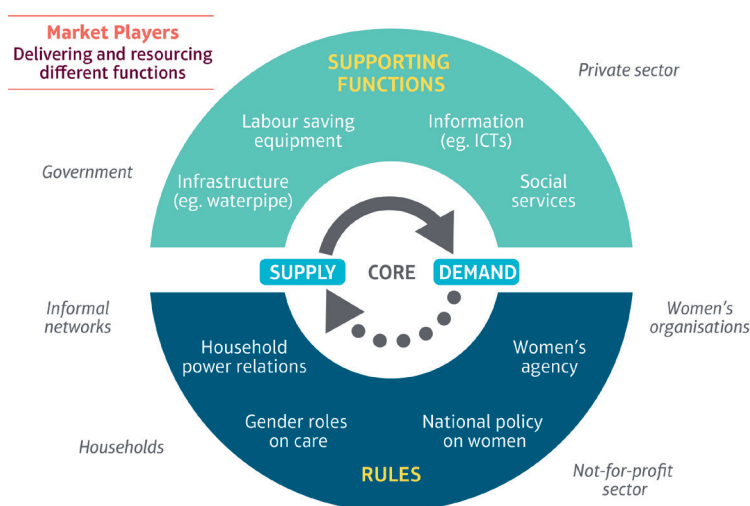 Market Players
Delivering and resourcing
different functions
SUPPORTING
FUNCTIONS
Private sector
Labour saving
equipment
Information
(eg. ICTs)
Government
Infrastructure
(eg. waterpipe)
Social
services
SUPPLY
CORE
DEMAND
Informal
networks
Women's
organisations
Household
power relations
Women's
agency
Gender roles
on care
National policy
on women
Households
RULES
Not-for-profit
sector